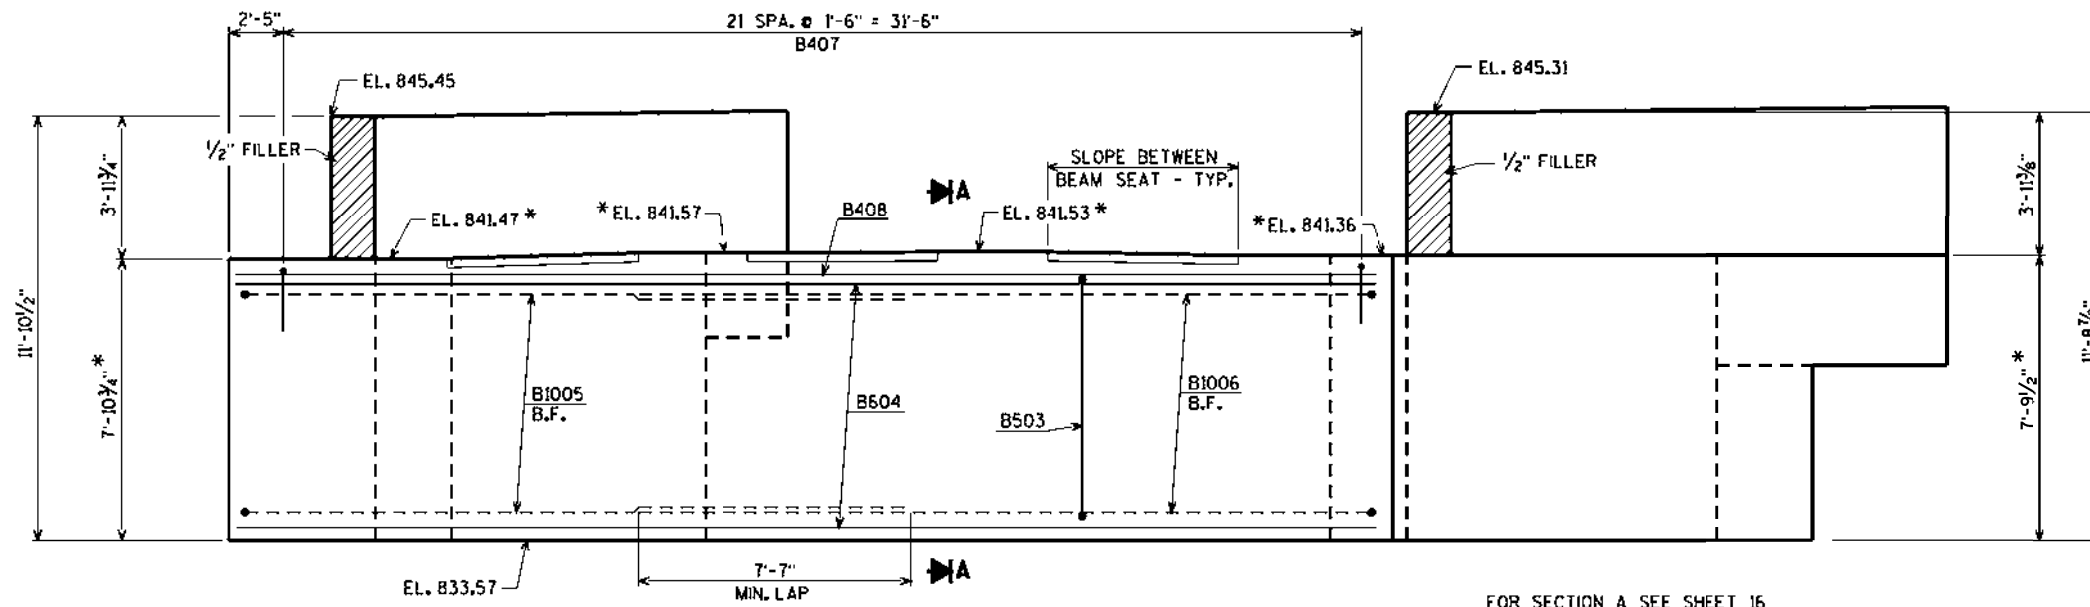 2'-5"
21 SPA. @ 1'-6" = 31'-6"
B407
EL. 845.45
EL. 845.31
1/2" FILLER
SLOPE BETWEEN
BEAM SEAT - TYP.
1/2" FILLER
3'-11 3/4"
3'-11 3/8"
A
EL. 841.47 *
* EL. 841.57
B408
EL. 841.53 *
* EL. 841.36
11'-10 1/2"
7'-10 3/4" *
B1005
B.F.
B604
B503
B1006
B.F.
7'-9 1/2" *
EL. 833.57
7'-7"
MIN. LAP
A
FOR SECTION A SEE SHEET 16